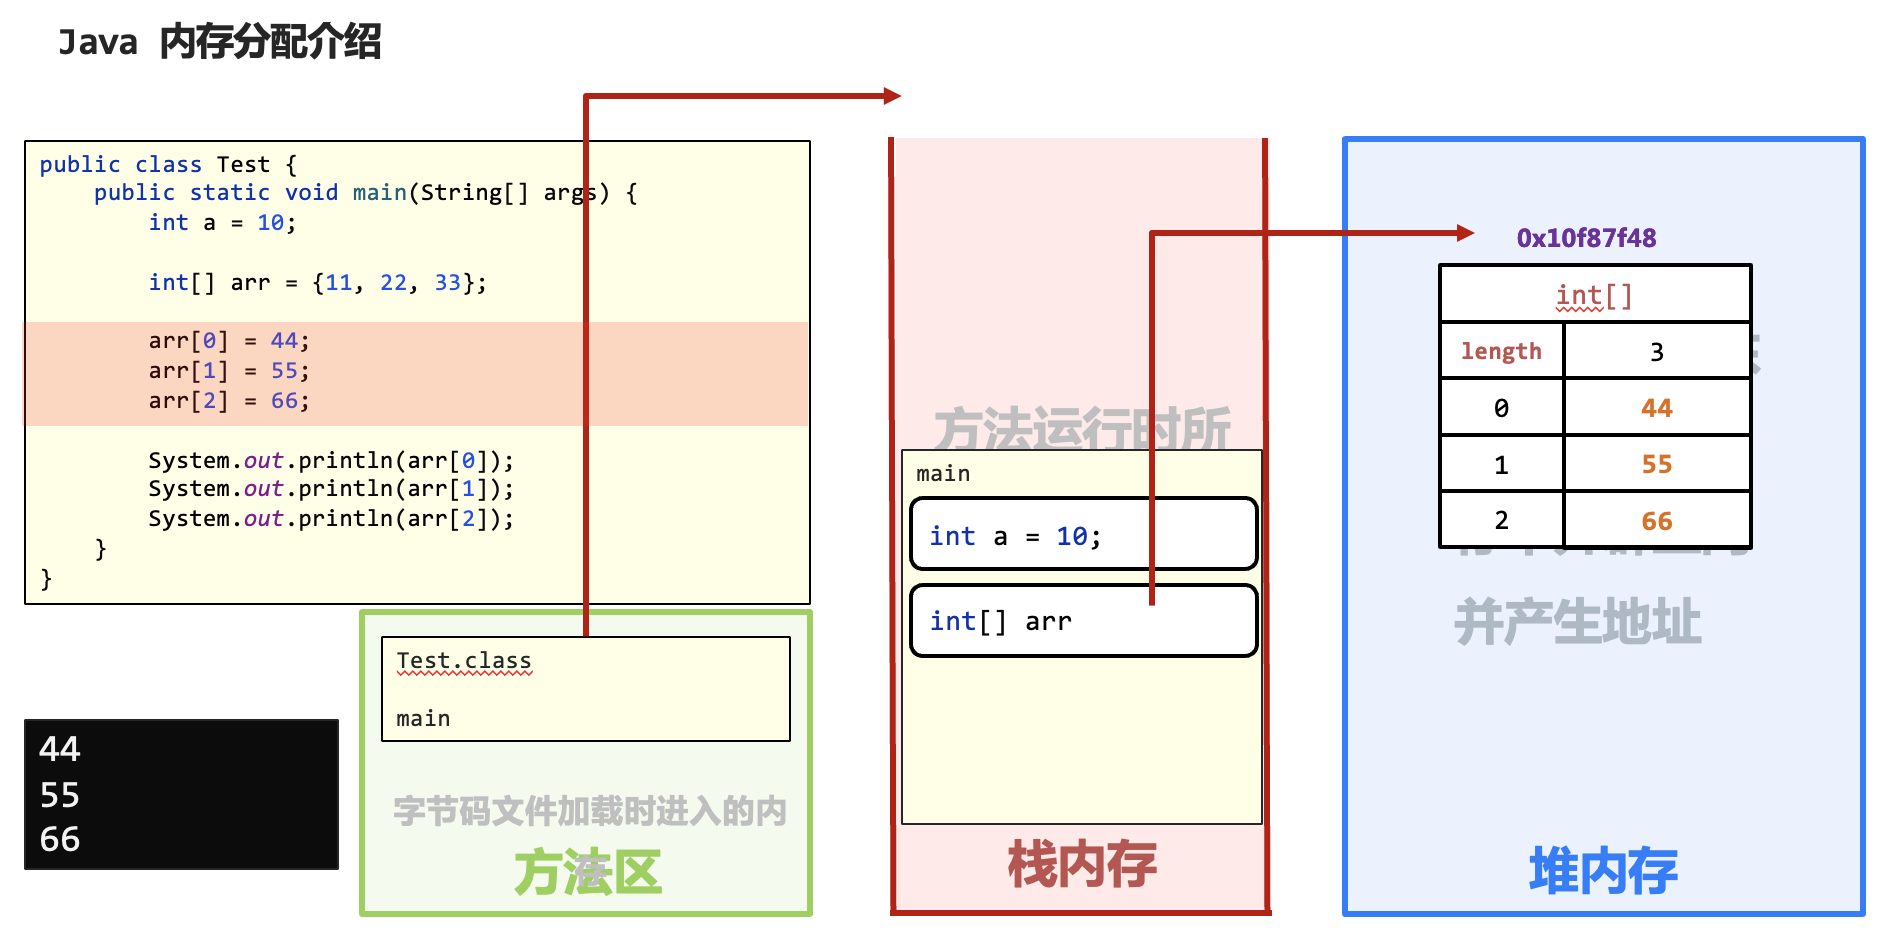 Java 内存分配介绍
public class Test {
    public static void main(String[] args) {
        int a = 10;
        int[] arr = {11, 22, 33};
        arr[0] = 44;
        arr[1] = 55;
        arr[2] = 66;
        System.out.println(arr[0]);
        System.out.println(arr[1]);
        System.out.println(arr[2]);
    }
}
44
55
66
Test.class
main
字节码文件加载时进入的内
存
方法区
方法运行时所
main
int a = 10;
int[] arr
栈内存
0x10f87f48
int[]
length 3
0 44
1 55
2 66
并产生地址
堆内存